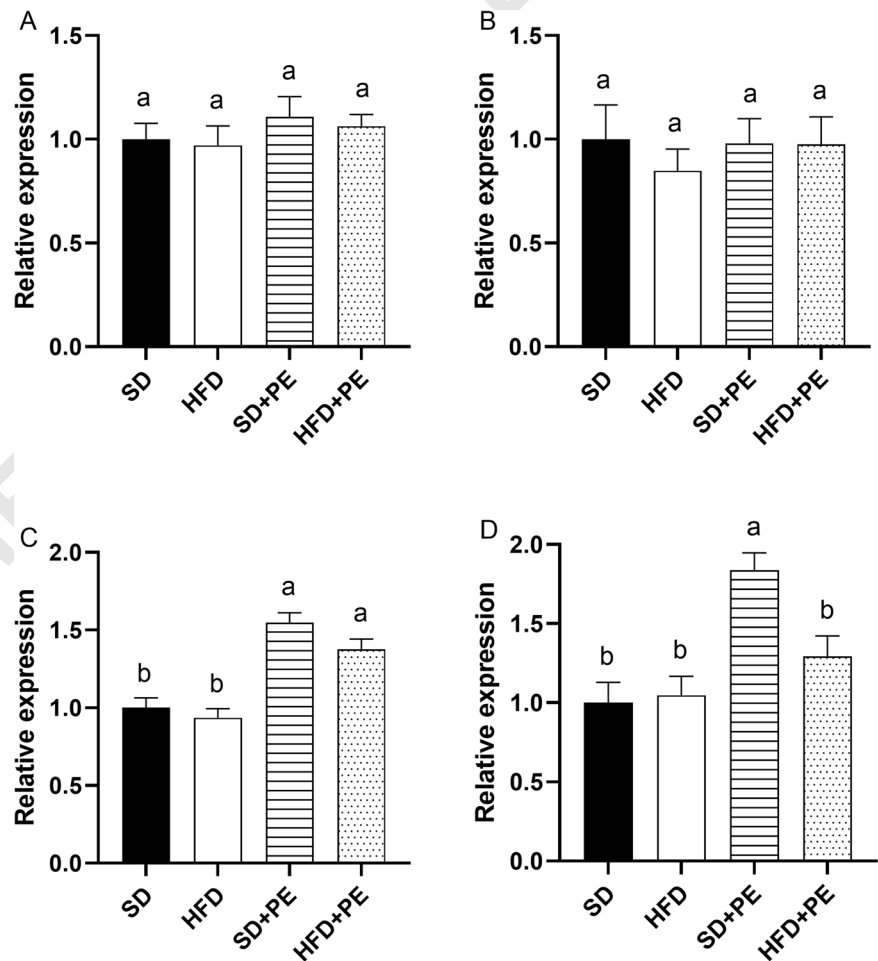 A
Relative expression
1.5
1.0
0.5
0.0
a
a
a
a
SD
HFD
SD+PE
HFD+PE
B
Relative expression
1.5
1.0
0.5
0.0
a
a
a
a
SD
HFD
SD+PE
HFD+PE
C
Relative expression
2.0
1.5
1.0
0.5
0.0
b
b
a
a
SD
HFD
SD+PE
HFD+PE
D
Relative expression
2.0
1.5
1.0
0.5
0.0
b
b
a
b
SD
HFD
SD+PE
HFD+PE